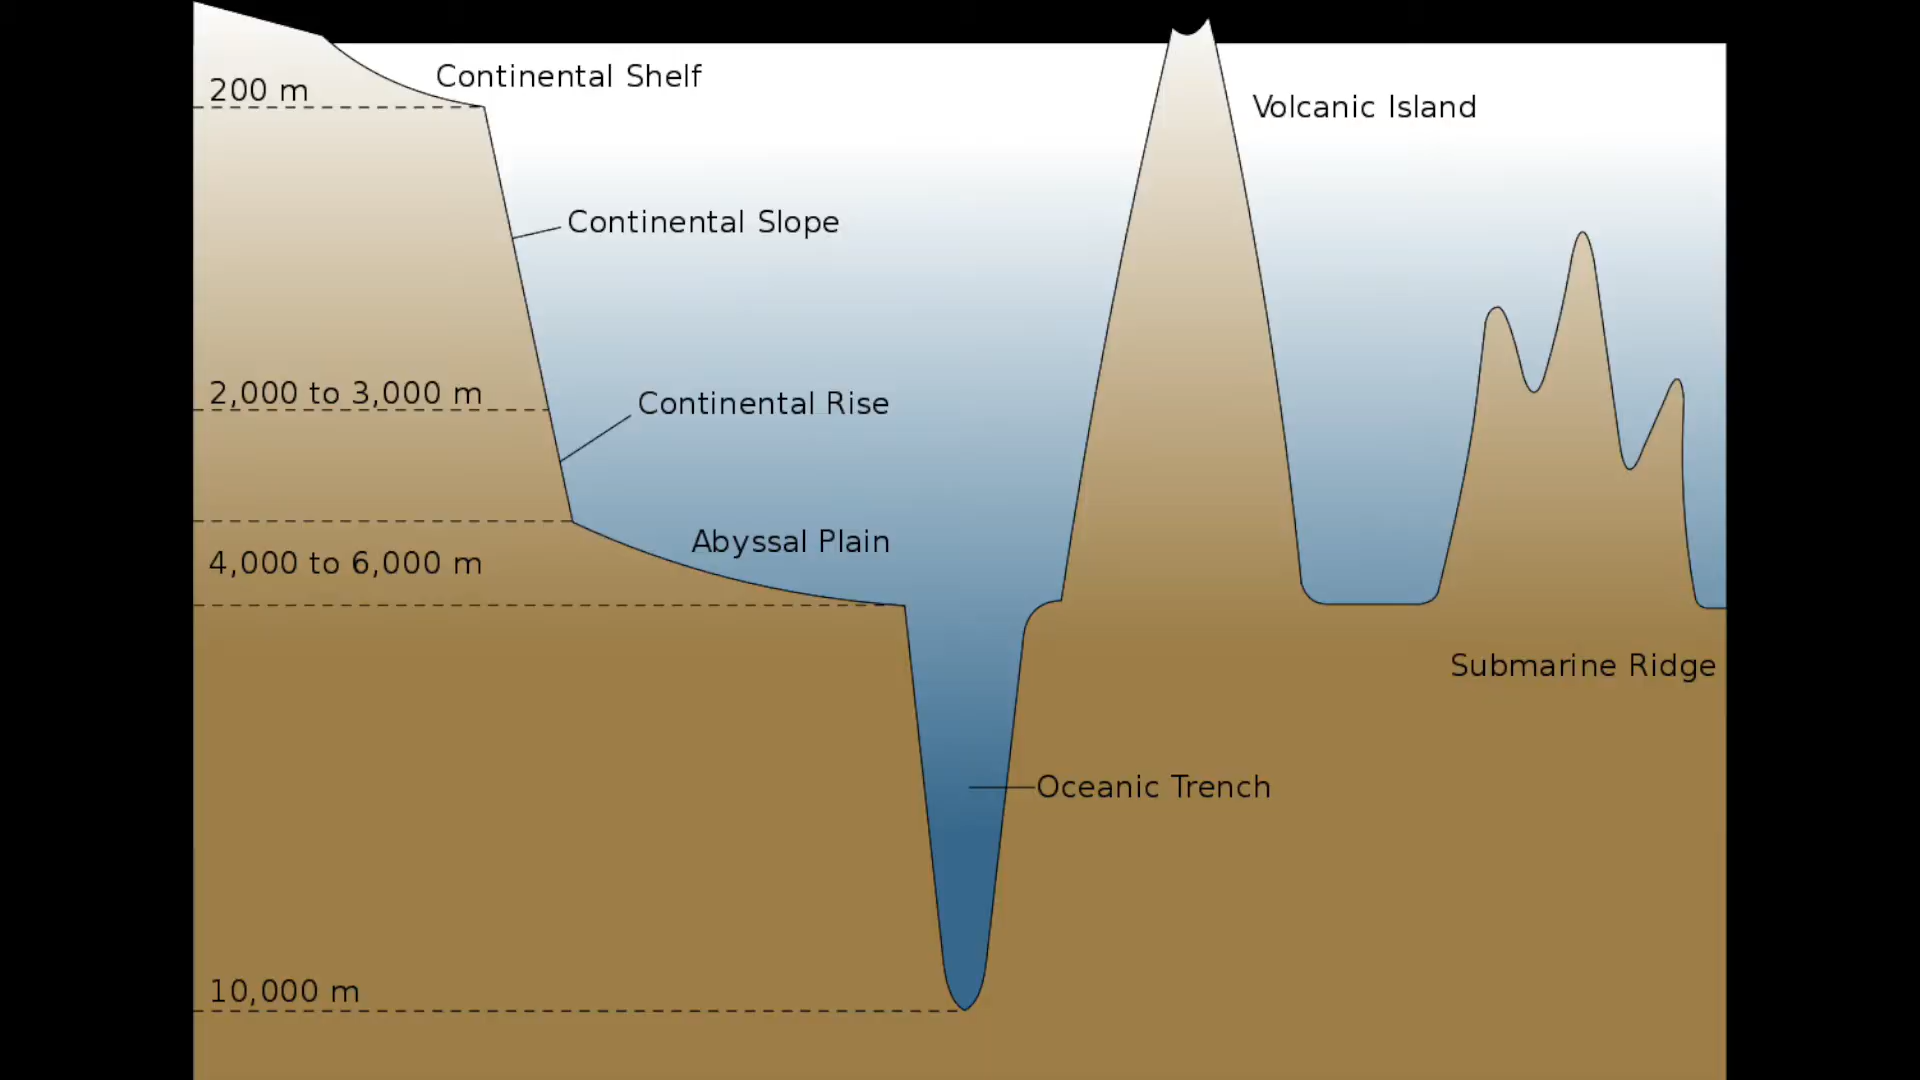 Continental Shelf
200 m
Volcanic Island
Continental Slope
2,000 to 3,000 m
Continental Rise
Abyssal Plain
4,000 to 6,000 m
Submarine Ridge
Oceanic Trench
10,000 m